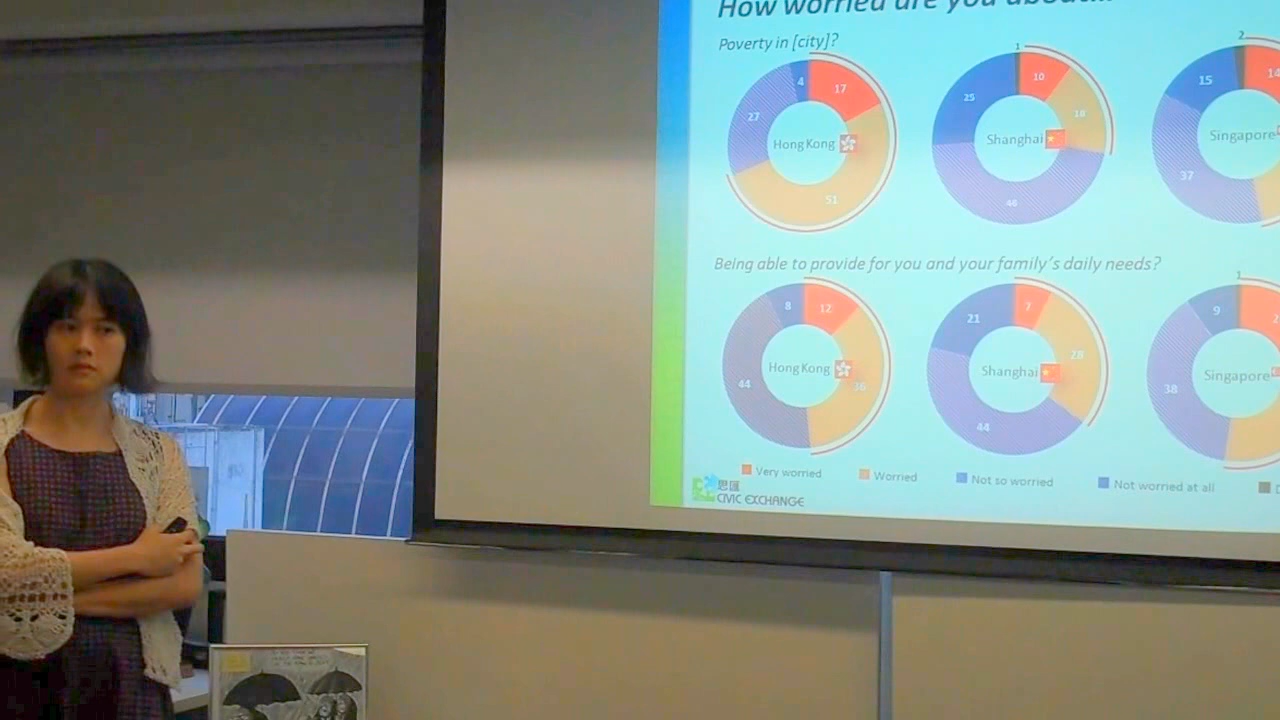 How worried are you about...
Poverty in [city]?
4
17
27
51
Hong Kong
1
10
25
18
46
Shanghai
2
14
15
37
Singapore
Being able to provide for you and your family's daily needs?
8
12
44
36
Hong Kong
7
21
28
44
Shanghai
1
9
38
Singapore
Very worried
Worried
Not so worried
Not worried at all
思匯
CIVIC EXCHANGE